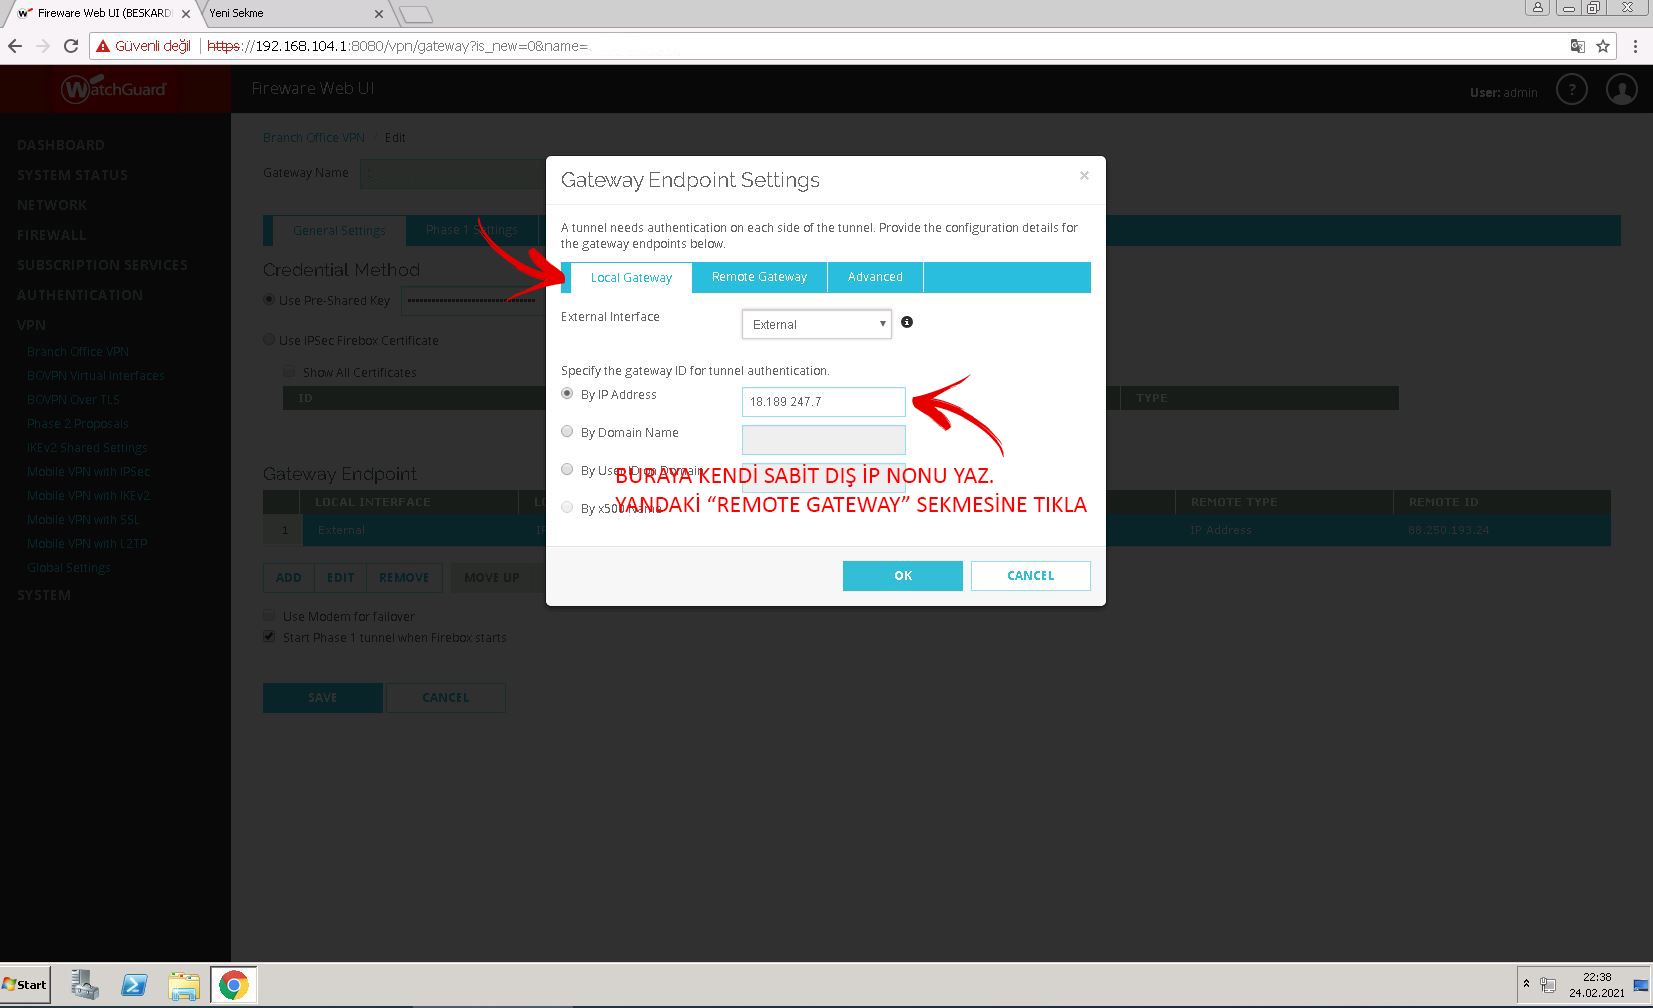 Fireware Web UI (BESKARD
Yeni Sekme
Güvenli değil
https://192.168.104.1:8080/vpn/gateway?is_new=0&name=
WatchGuard
Fireware Web UI
User: admin
?
DASHBOARD
SYSTEM STATUS
NETWORK
FIREWALL
SUBSCRIPTION SERVICES
AUTHENTICATION
VPN
Branch Office VPN
BOVPN Virtual Interfaces
BOVPN Over TLS
Phase 2 Proposals
IKEv2 Shared Settings
Mobile VPN with IPSec
Mobile VPN with IKEv2
Mobile VPN with SSL
Mobile VPN with L2TP
Global Settings
SYSTEM
Branch Office VPN / Edit
Gateway Name
General Settings
Phase 1 Settings
Credential Method
Use Pre-Shared Key
Use IPSec Firebox Certificate
Show All Certificates
ID
TYPE
Gateway Endpoint
LOCAL INTERFACE
REMOTE TYPE
REMOTE ID
1
External
IP Address
88.250.193.24
ADD
EDIT
REMOVE
MOVE UP
Use Modem for failover
Start Phase 1 tunnel when Firebox starts
SAVE
CANCEL
Gateway Endpoint Settings
×
A tunnel needs authentication on each side of the tunnel. Provide the configuration details for
the gateway endpoints below.
Local Gateway
Remote Gateway
Advanced
External Interface
External
Specify the gateway ID for tunnel authentication.
By IP Address
18.189 247.7
By Domain Name
By User ID on Domain
BURAYA KENDİ SABİT DIŞ İP NONU YAZ.
YANDAKİ “REMOTE GATEWAY” SEKMESİNE TIKLA
By x500 Name
OK
CANCEL
Start
22:38
24.02.2021